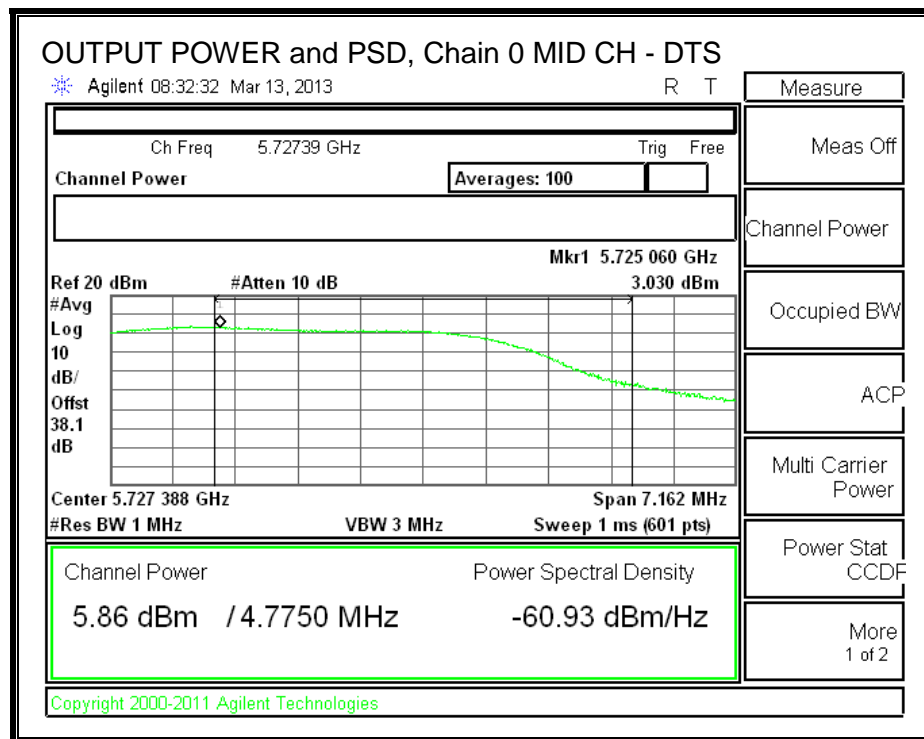 OUTPUT POWER and PSD, Chain 0 MID CH - DTS
Agilent 08:32:32 Mar 13, 2013 R T
Measure
Ch Freq 5.72739 GHz Trig Free
Meas Off
Channel Power Averages: 100
Channel Power
Mkr1 5.725 060 GHz
Ref 20 dBm #Atten 10 dB 3.030 dBm
#Avg
Log
10
dB/
Offst
38.1
dB
1
Occupied BW
ACP
Multi Carrier
Power
Center 5.727 388 GHz Span 7.162 MHz
#Res BW 1 MHz VBW 3 MHz Sweep 1 ms (601 pts)
Power Stat
CCDF
Channel Power Power Spectral Density
5.86 dBm / 4.7750 MHz -60.93 dBm/Hz
More
1 of 2
Copyright 2000-2011 Agilent Technologies